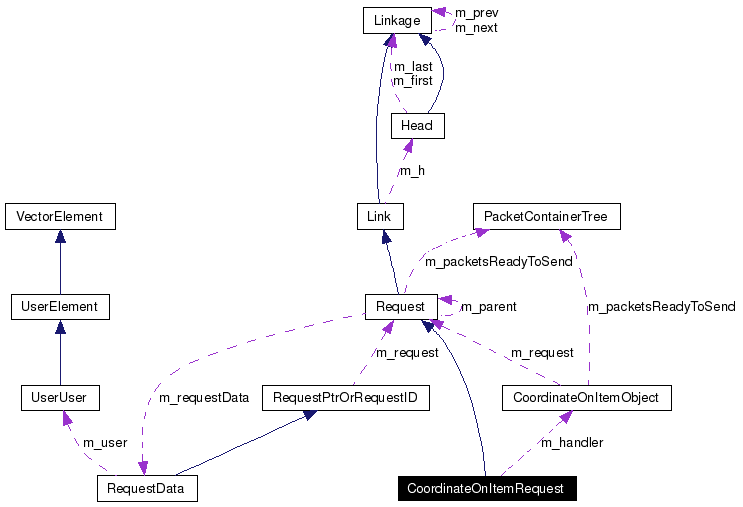 Linkage
m_prev
m_next
m_last
m_first
Head
m_h
VectorElement
Link
PacketContainerTree
m_packetsReadyToSend
UserElement
Request
m_parent
m_packetsReadyToSend
m_request
m_request
UserUser
m_requestData
RequestPtrOrRequestID
CoordinateOnItemObject
m_user
m_handler
RequestData
CoordinateOnItemRequest